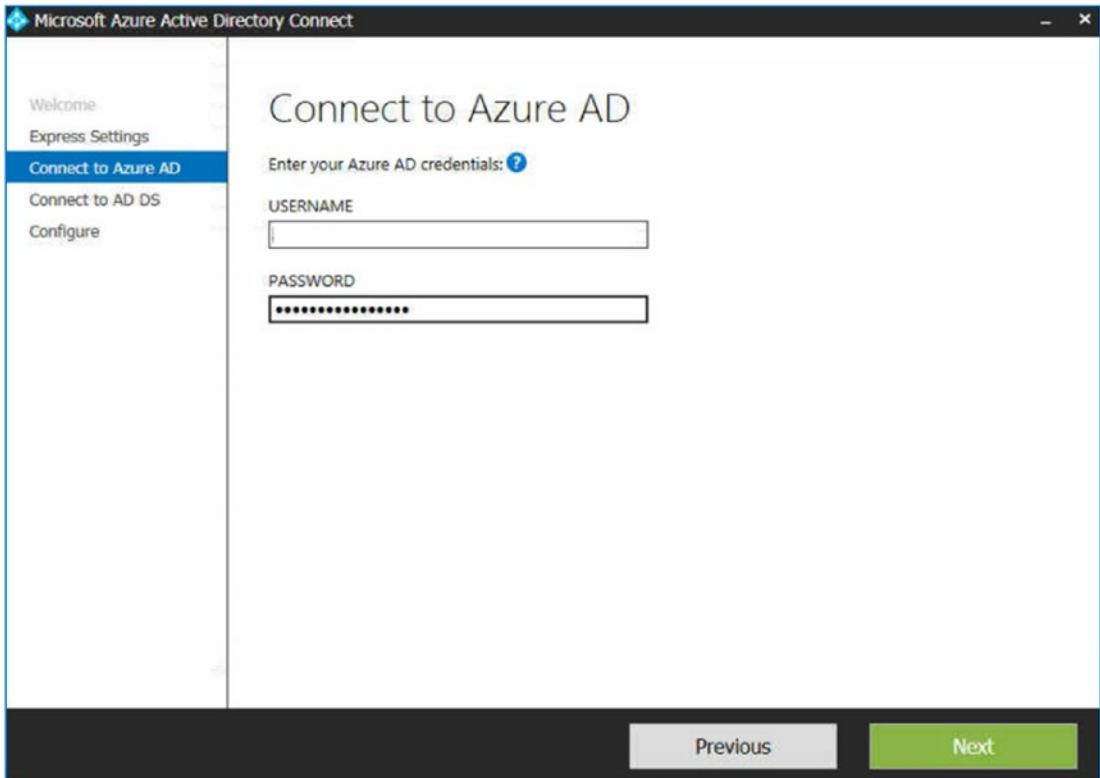 Microsoft Azure Active Directory Connect
Welcome
Express Settings
Connect to Azure AD
Connect to AD DS
Configure
Connect to Azure AD
Enter your Azure AD credentials: ?
USERNAME
PASSWORD
••••••••••••••••
Previous
Next